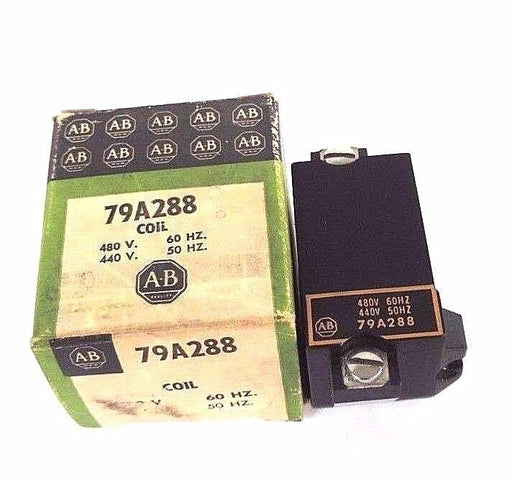 AB AB AB AB AB
AB AB AB AB AB
79A288
COIL
480 V. 60 HZ.
440 V. 50 HZ.
A-B
AB
79A288
COIL
V 60 HZ.
50 HZ.
480V 60HZ
440V 50HZ
AB 79A288